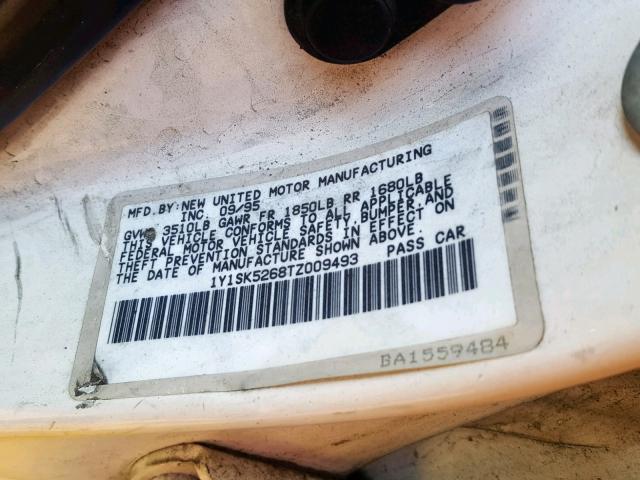 MFD.BY:NEW UNITED MOTOR MANUFACTURING
INC. 09/95
GVWR 3510LB GAWR FR 1850LB RR 1680LB
THIS VEHICLE CONFORMS TO ALL APPLICABLE
FEDERAL MOTOR VEHICLE SAFETY,BUMPER,AND
THEFT PREVENTION STANDARDS IN EFFECT ON
THE DATE OF MANUFACTURE SHOWN ABOVE.
1Y1SK5268TZ009493 PASS CAR
BA1559484